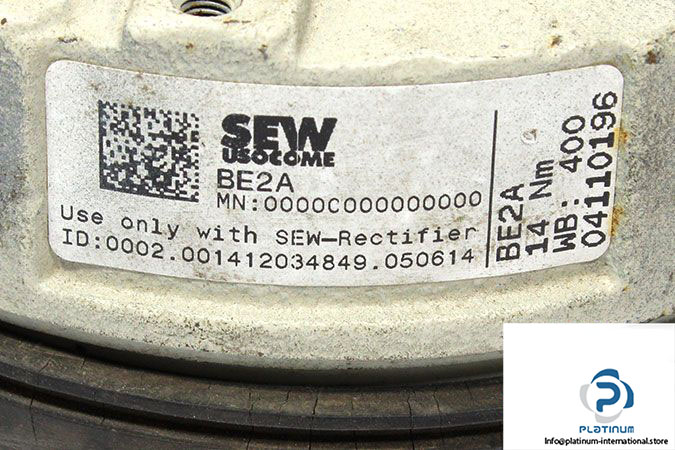 SEW
USOCOME
BE2A
MN:0000C000000000
Use only with SEW-Rectifier
ID:0002.001412034849.050614
BE2A
14 Nm
WB: 400
04110196
PLATINUM
Info@platinum-international.store